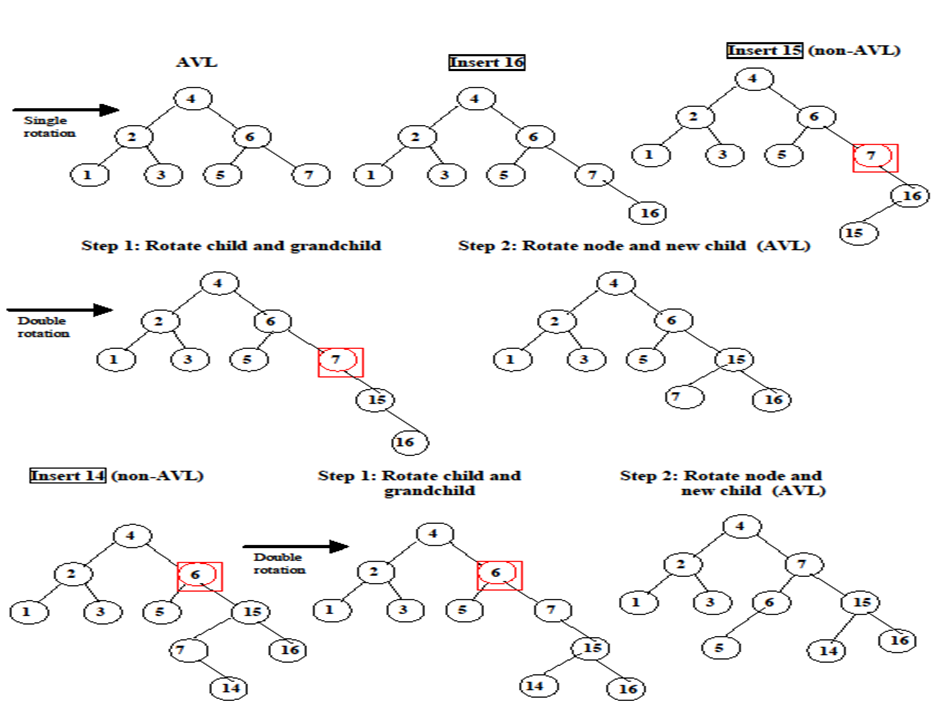 AVL
Insert 16
Insert 15 (non-AVL)
Single
rotation
4
2 6
1 3 5 7
4
2 6
1 3 5 7
16
4
2 6
1 3 5 7
16
15
Step 1: Rotate child and grandchild
Step 2: Rotate node and new child (AVL)
Double
rotation
4
2 6
1 3 5 7
15
16
4
2 6
1 3 5 15
7 16
Insert 14 (non-AVL)
Step 1: Rotate child and
grandchild
Step 2: Rotate node and
new child (AVL)
4
2 6
1 3 5 15
7 16
14
Double
rotation
4
2 6
1 3 5 7
15
14 16
4
2 7
1 3 6 15
5 14 16